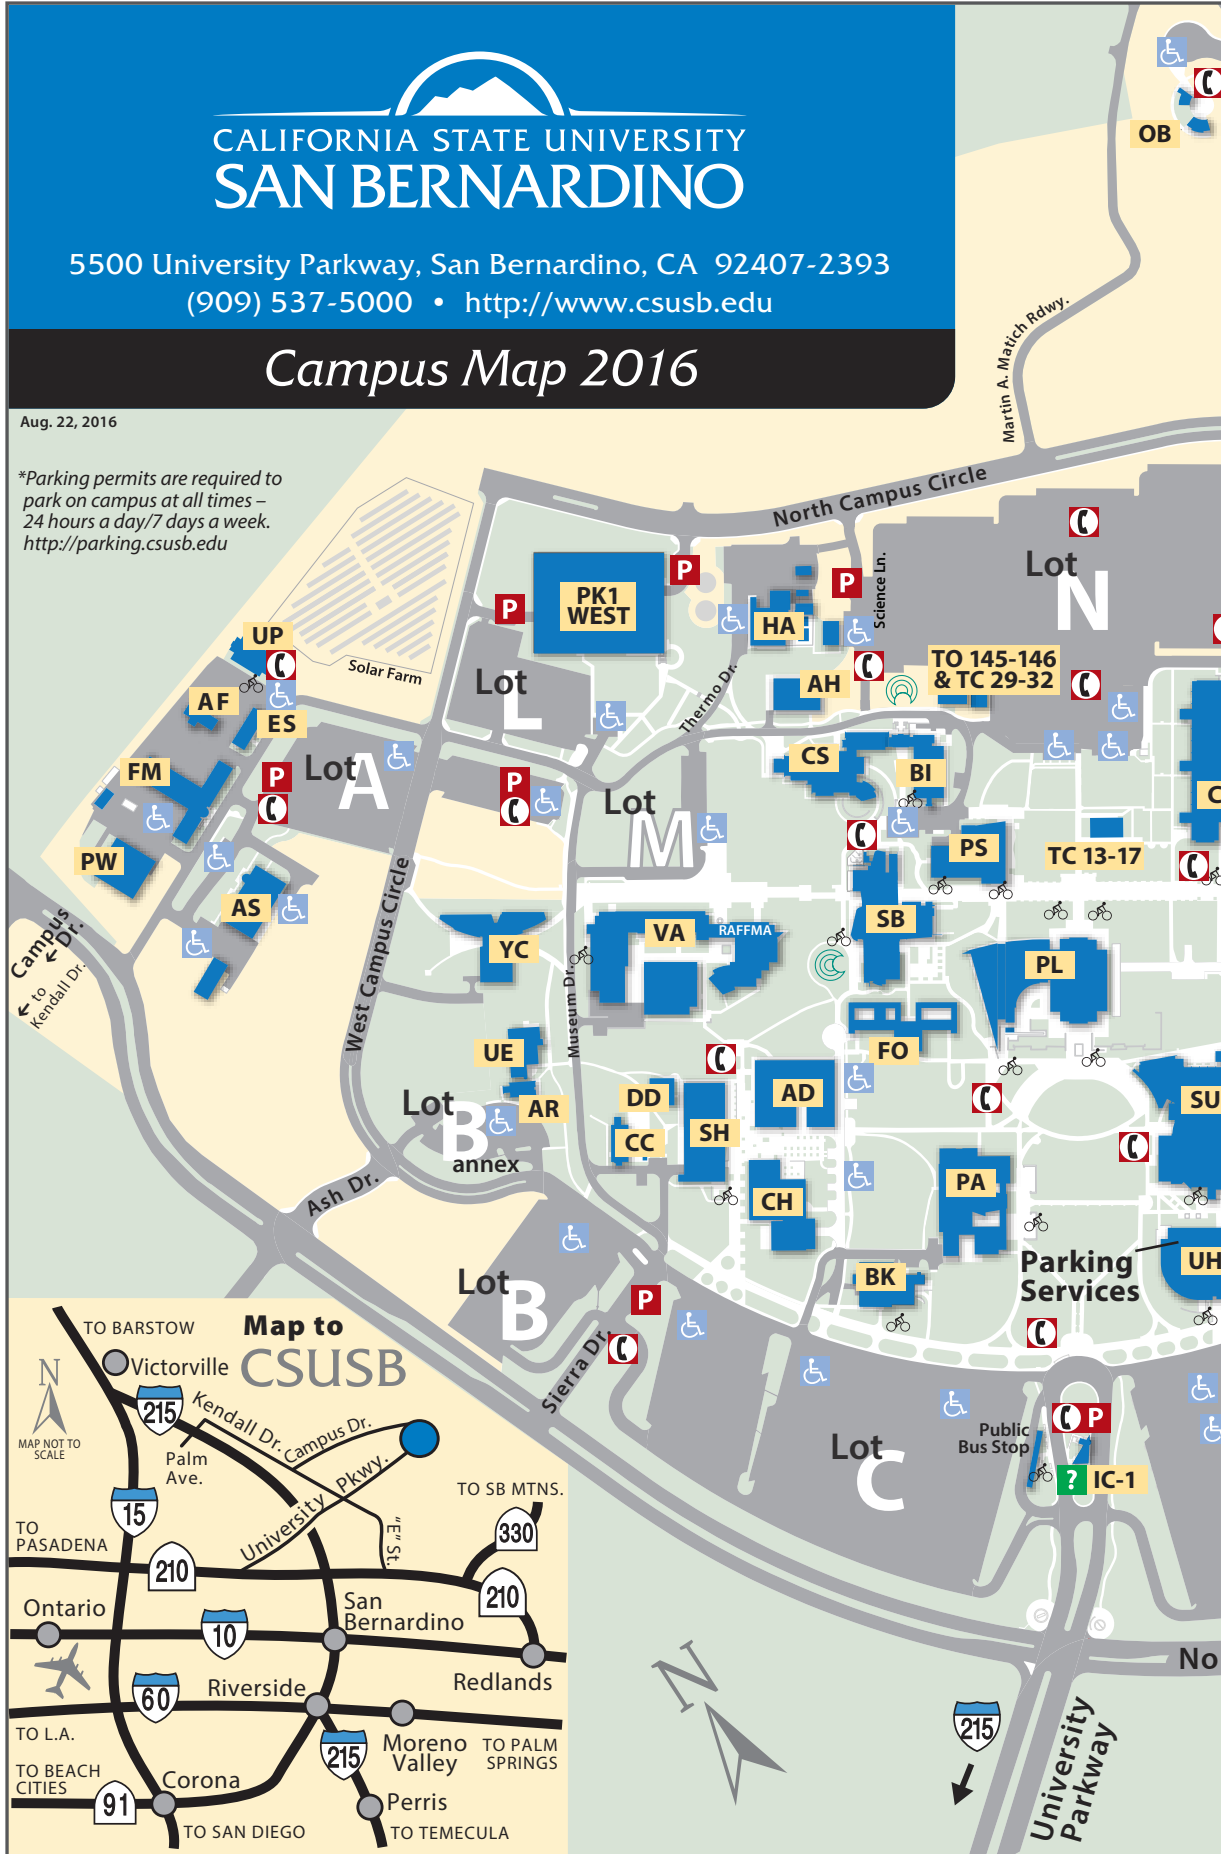 CALIFORNIA STATE UNIVERSITY
SAN BERNARDINO
5500 University Parkway, San Bernardino, CA 92407-2393
(909) 537-5000 • http://www.csusb.edu
Campus Map 2016
Aug. 22, 2016
*Parking permits are required to
park on campus at all times –
24 hours a day/7 days a week.
http://parking.csusb.edu
OB
Martin A. Matich Rdwy.
North Campus Circle
Science Ln.
Lot
N
P
PK1
WEST
P
P
HA
UP
Solar Farm
Lot
L
Thermo Dr.
AH
TO 145-146
& TC 29-32
AF
ES
FM
P
Lot
A
P
Lot
M
CS
BI
C
PW
AS
PS
TC 13-17
West Campus Circle
Campus
Dr.
to
Kendall Dr.
YC
Museum Dr.
VA
RAFFMA
SB
PL
UE
FO
Lot
B
annex
AR
DD
CC
SH
AD
SU
Ash Dr.
CH
PA
Parking
Services
UH
BK
Lot
B
P
Sierra Dr.
Lot
C
Public
Bus Stop
P
?
IC-1
No
215
University
Parkway
N
Map to
CSUSB
TO BARSTOW
Victorville
N
MAP NOT TO
SCALE
215
Kendall Dr.
Campus Dr.
Palm
Ave.
University Pkwy.
"E" St.
TO SB MTNS.
330
15
TO
PASADENA
210
210
Ontario
San
Bernardino
10
Redlands
60
Riverside
TO L.A.
215
Moreno
Valley
TO PALM
SPRINGS
TO BEACH
CITIES
Corona
91
Perris
TO SAN DIEGO
TO TEMECULA